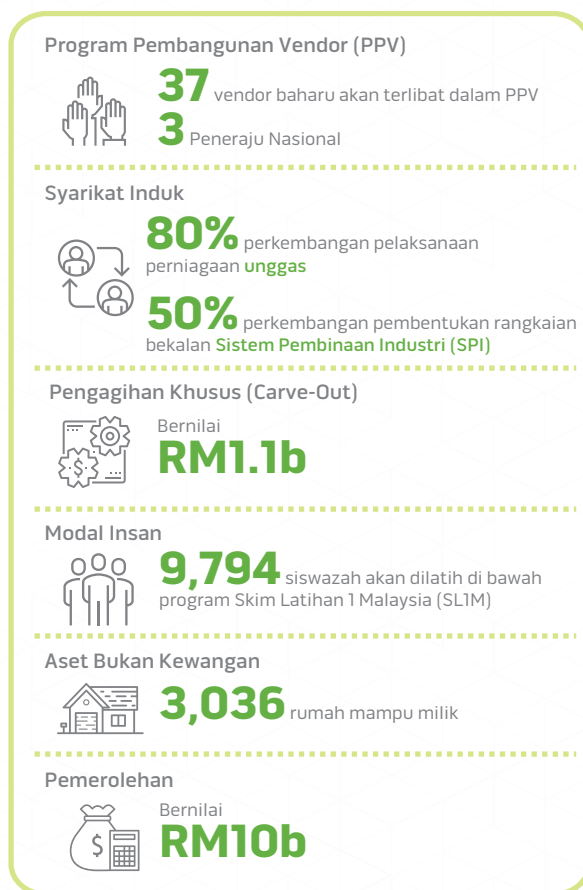 Program Pembangunan Vendor (PPV)
37 vendor baharu akan terlibat dalam PPV
3 Peneraju Nasional
Syarikat Induk
80% perkembangan pelaksanaan
perniagaan unggas
50% perkembangan pembentukan rangkaian
bekalan Sistem Pembinaan Industri (SPI)
Pengagihan Khusus (Carve-Out)
Bernilai
RM1.1b
Modal Insan
9,794 siswazah akan dilatih di bawah
program Skim Latihan 1 Malaysia (SL1M)
Aset Bukan Kewangan
3,036 rumah mampu milik
Pemerolehan
Bernilai
RM10b